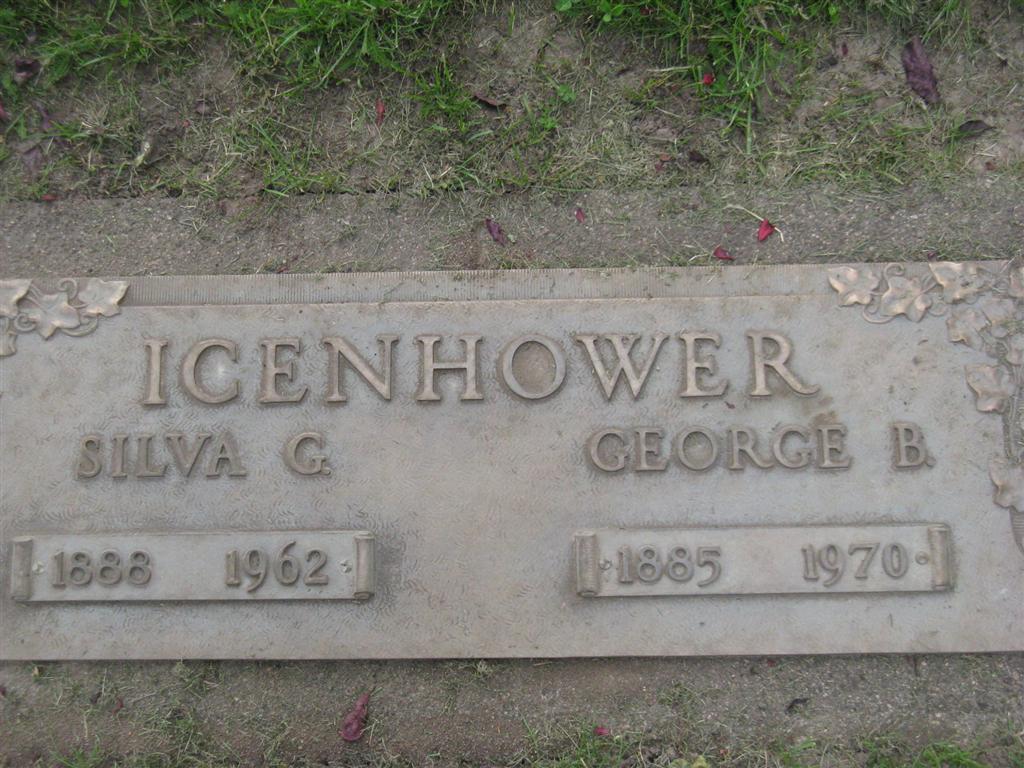 ICENHOWER
SILVA G. GEORGE B.
1888 1962 1885 1970